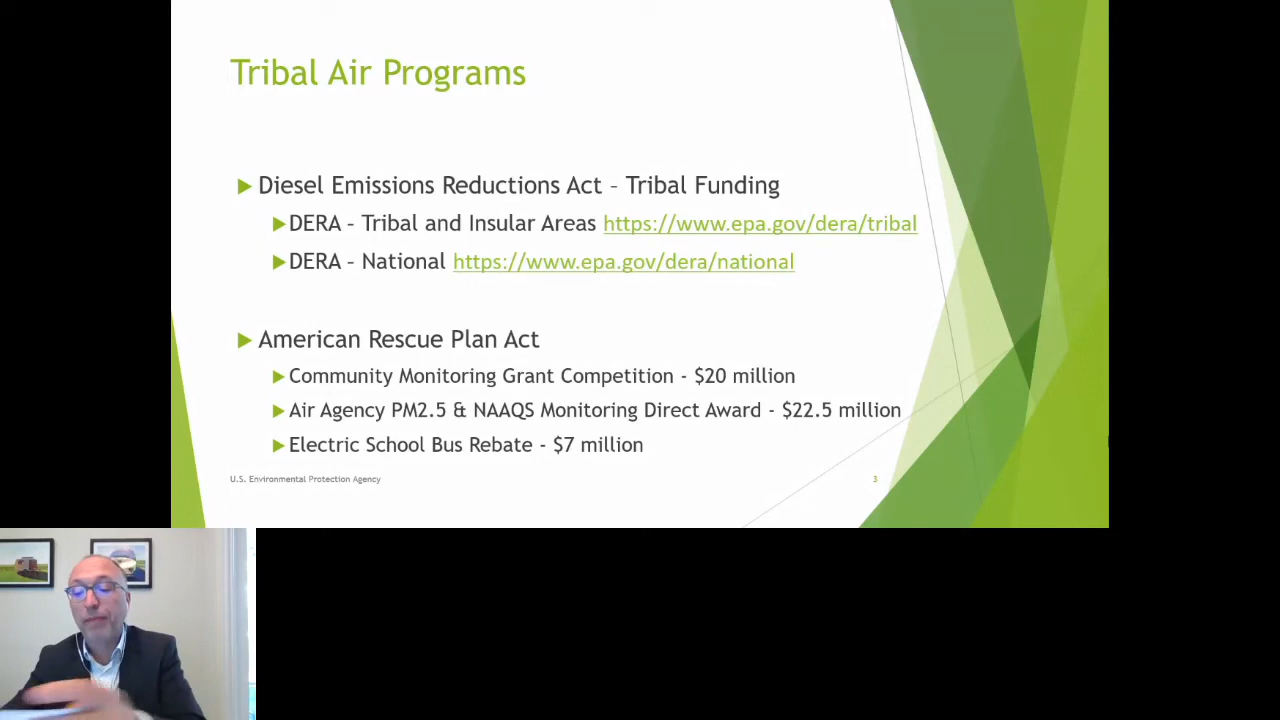 Tribal Air Programs
Diesel Emissions Reductions Act – Tribal Funding
DERA – Tribal and Insular Areas https://www.epa.gov/dera/tribal
DERA – National https://www.epa.gov/dera/national
American Rescue Plan Act
Community Monitoring Grant Competition - $20 million
Air Agency PM2.5 & NAAQS Monitoring Direct Award - $22.5 million
Electric School Bus Rebate - $7 million
U.S. Environmental Protection Agency
3